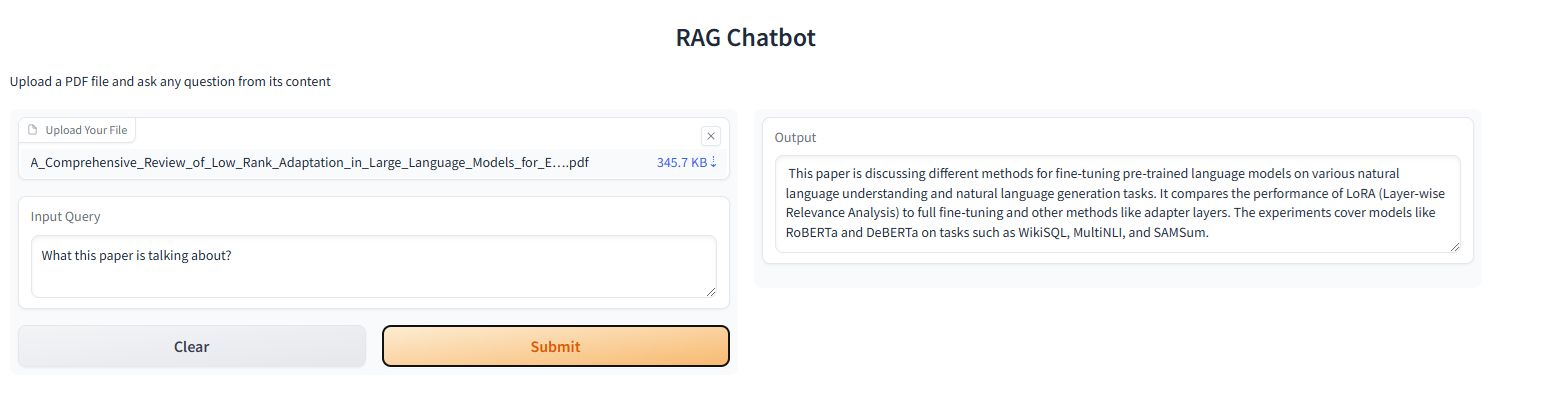 RAG Chatbot
Upload a PDF file and ask any question from its content
Upload Your File
A_Comprehensive_Review_of_Low_Rank_Adaptation_in_Large_Language_Models_for_E….pdf 345.7 KB ⇣
Input Query
What this paper is talking about?
Clear
Submit
Output
This paper is discussing different methods for fine-tuning pre-trained language models on various natural
language understanding and natural language generation tasks. It compares the performance of LoRA (Layer-wise
Relevance Analysis) to full fine-tuning and other methods like adapter layers. The experiments cover models like
RoBERTa and DeBERTa on tasks such as WikiSQL, MultiNLI, and SAMSum.